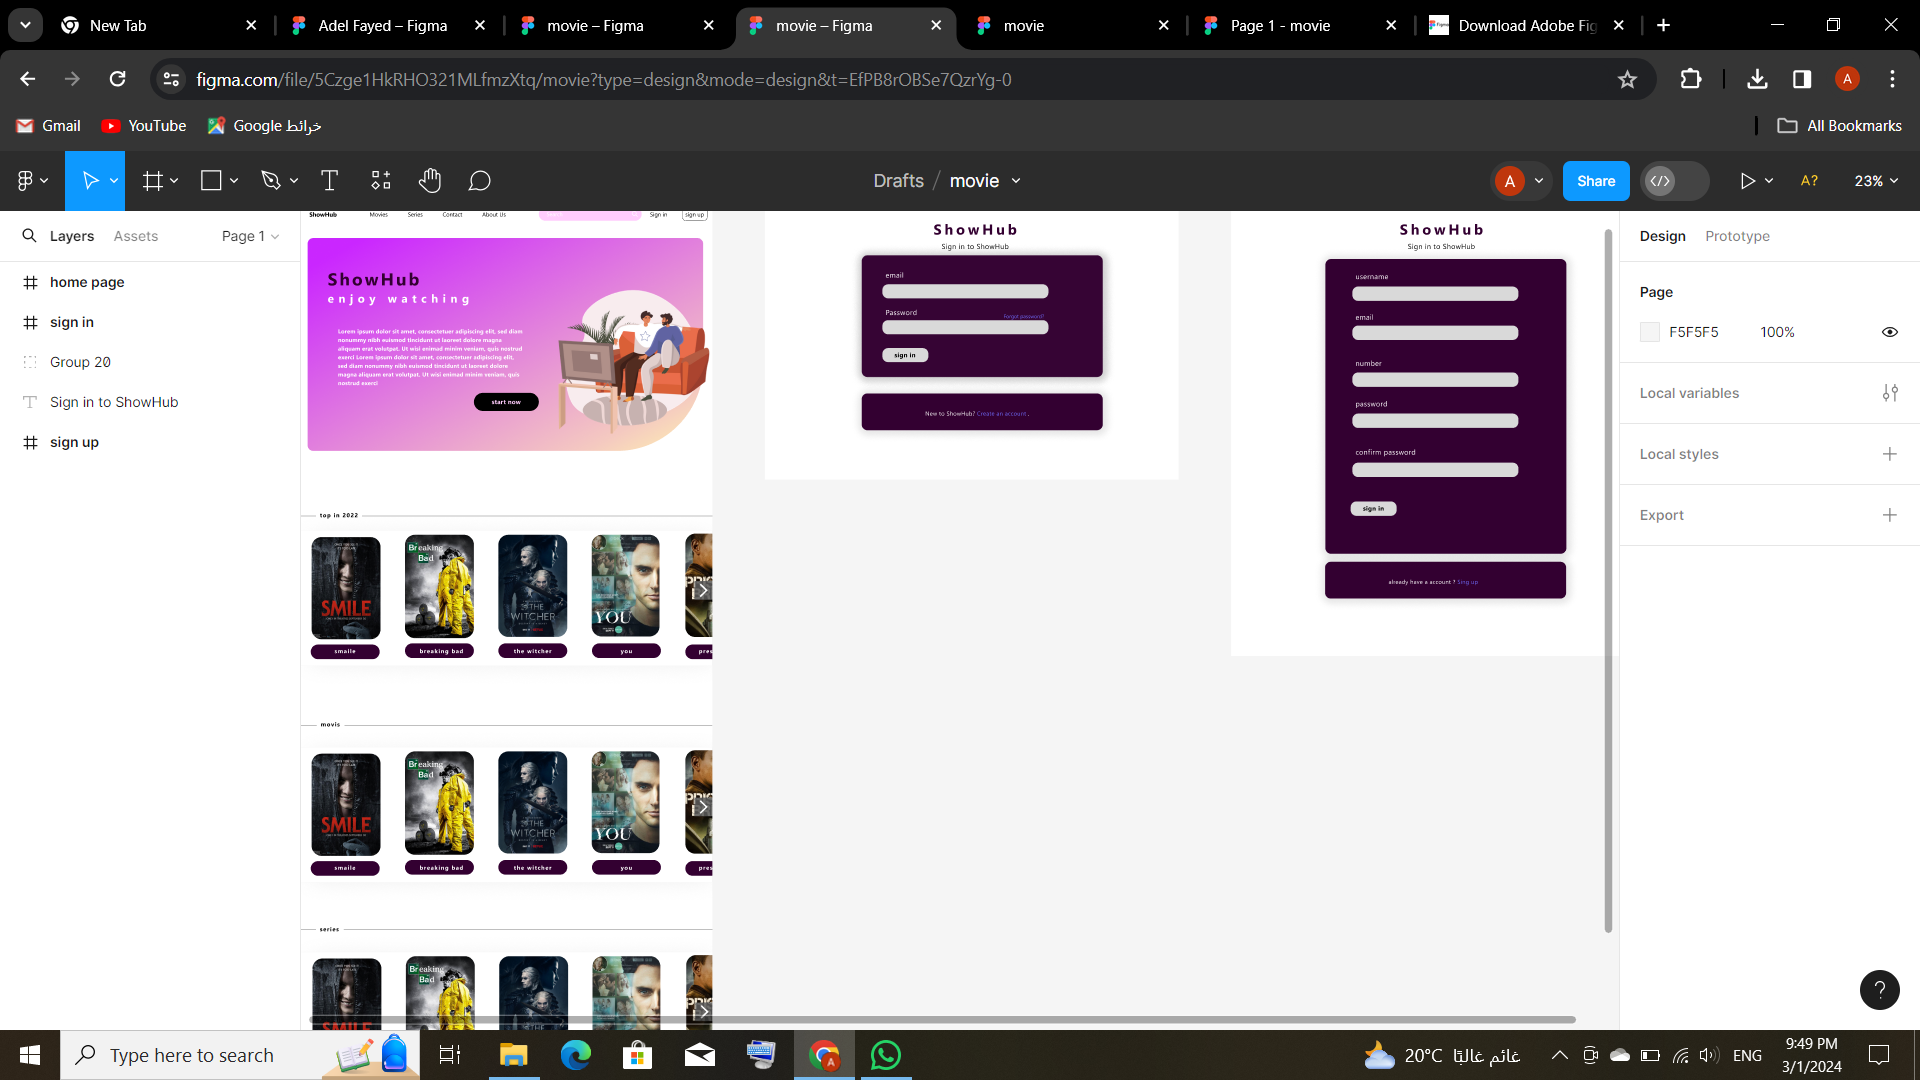 New Tab
Adel Fayed – Figma
movie – Figma
movie – Figma
movie
Page 1 - movie
Download Adobe Fig
figma.com/file/5Czge1HkRHO321MLfmzXtq/movie?type=design&mode=design&t=EfPB8rOBSe7QzrYg-0
A
Gmail
YouTube
خرائط Google
All Bookmarks
Drafts / movie
A
Share
A?
23%
Layers
Assets
Page 1
home page
sign in
Group 20
Sign in to ShowHub
sign up
ShowHub
Movies
Series
Contact
About Us
Sign in
sign up
ShowHub
enjoy watching
Lorem ipsum dolor sit amet, consectetuer adipiscing elit, sed diam
nonummy nibh euismod tincidunt ut laoreet dolore magna
aliquam erat volutpat. Ut wisi enimad minim veniam, quis nostrud
exerci Lorem ipsum dolor sit amet, consectetuer adipiscing elit,
sed diam nonummy nibh euismod tincidunt ut laoreet dolore
magna aliquam erat volutpat. Ut wisi enimad minim veniam, quis
nostrud exerci
start now
top in 2022
SMILE
Breaking
Bad
THE
WITCHER
YOU
smaile
breaking bad
the witcher
you
pres
movis
SMILE
Breaking
Bad
THE
WITCHER
YOU
smaile
breaking bad
the witcher
you
pres
series
SMILE
Breaking
Bad
ShowHub
Sign in to ShowHub
email
Password
Forgot password?
sign in
New to ShowHub? Create an account .
ShowHub
Sign in to ShowHub
username
email
number
password
confirm password
sign in
already have a account ? Sing up
Design
Prototype
Page
F5F5F5
100%
Local variables
Local styles
Export
?
Type here to search
A
20°C
غائم غالبًا
ENG
9:49 PM
3/1/2024